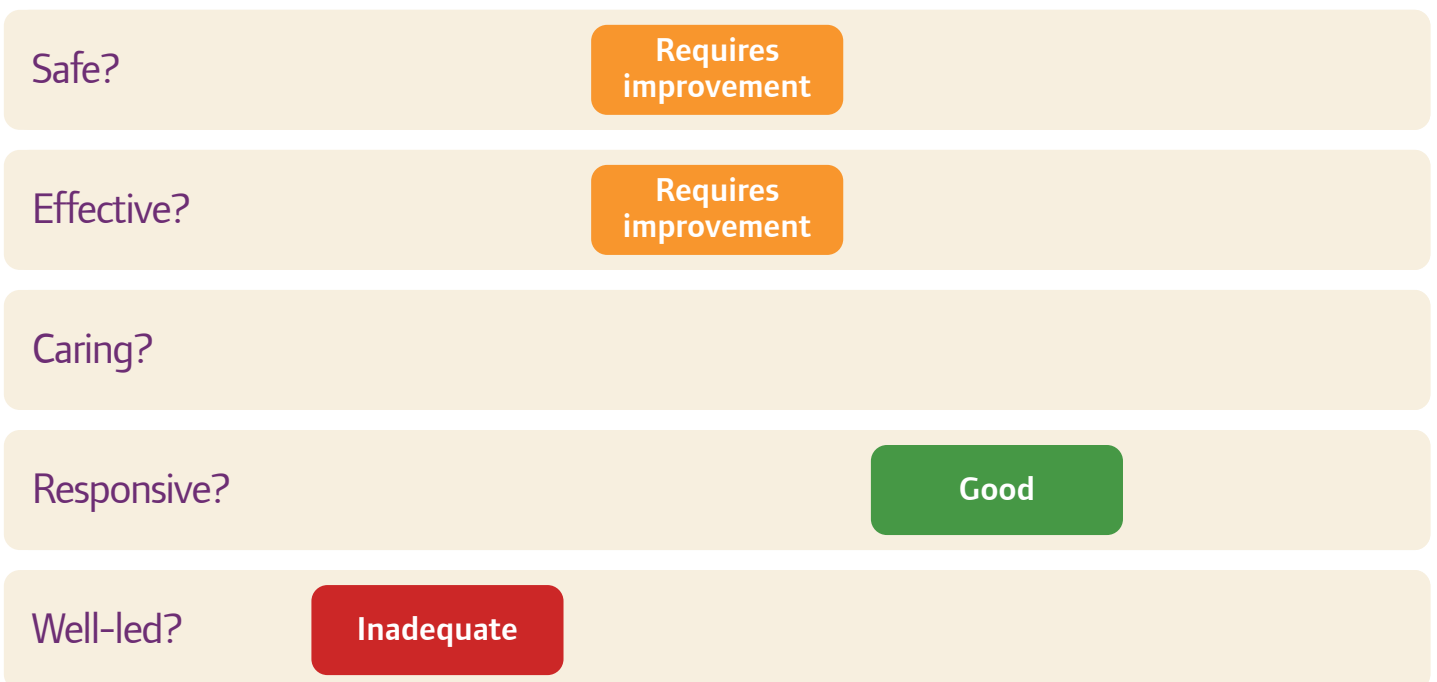 Safe?
Requires
improvement
Effective?
Requires
improvement
Caring?
Responsive?
Good
Well-led?
Inadequate